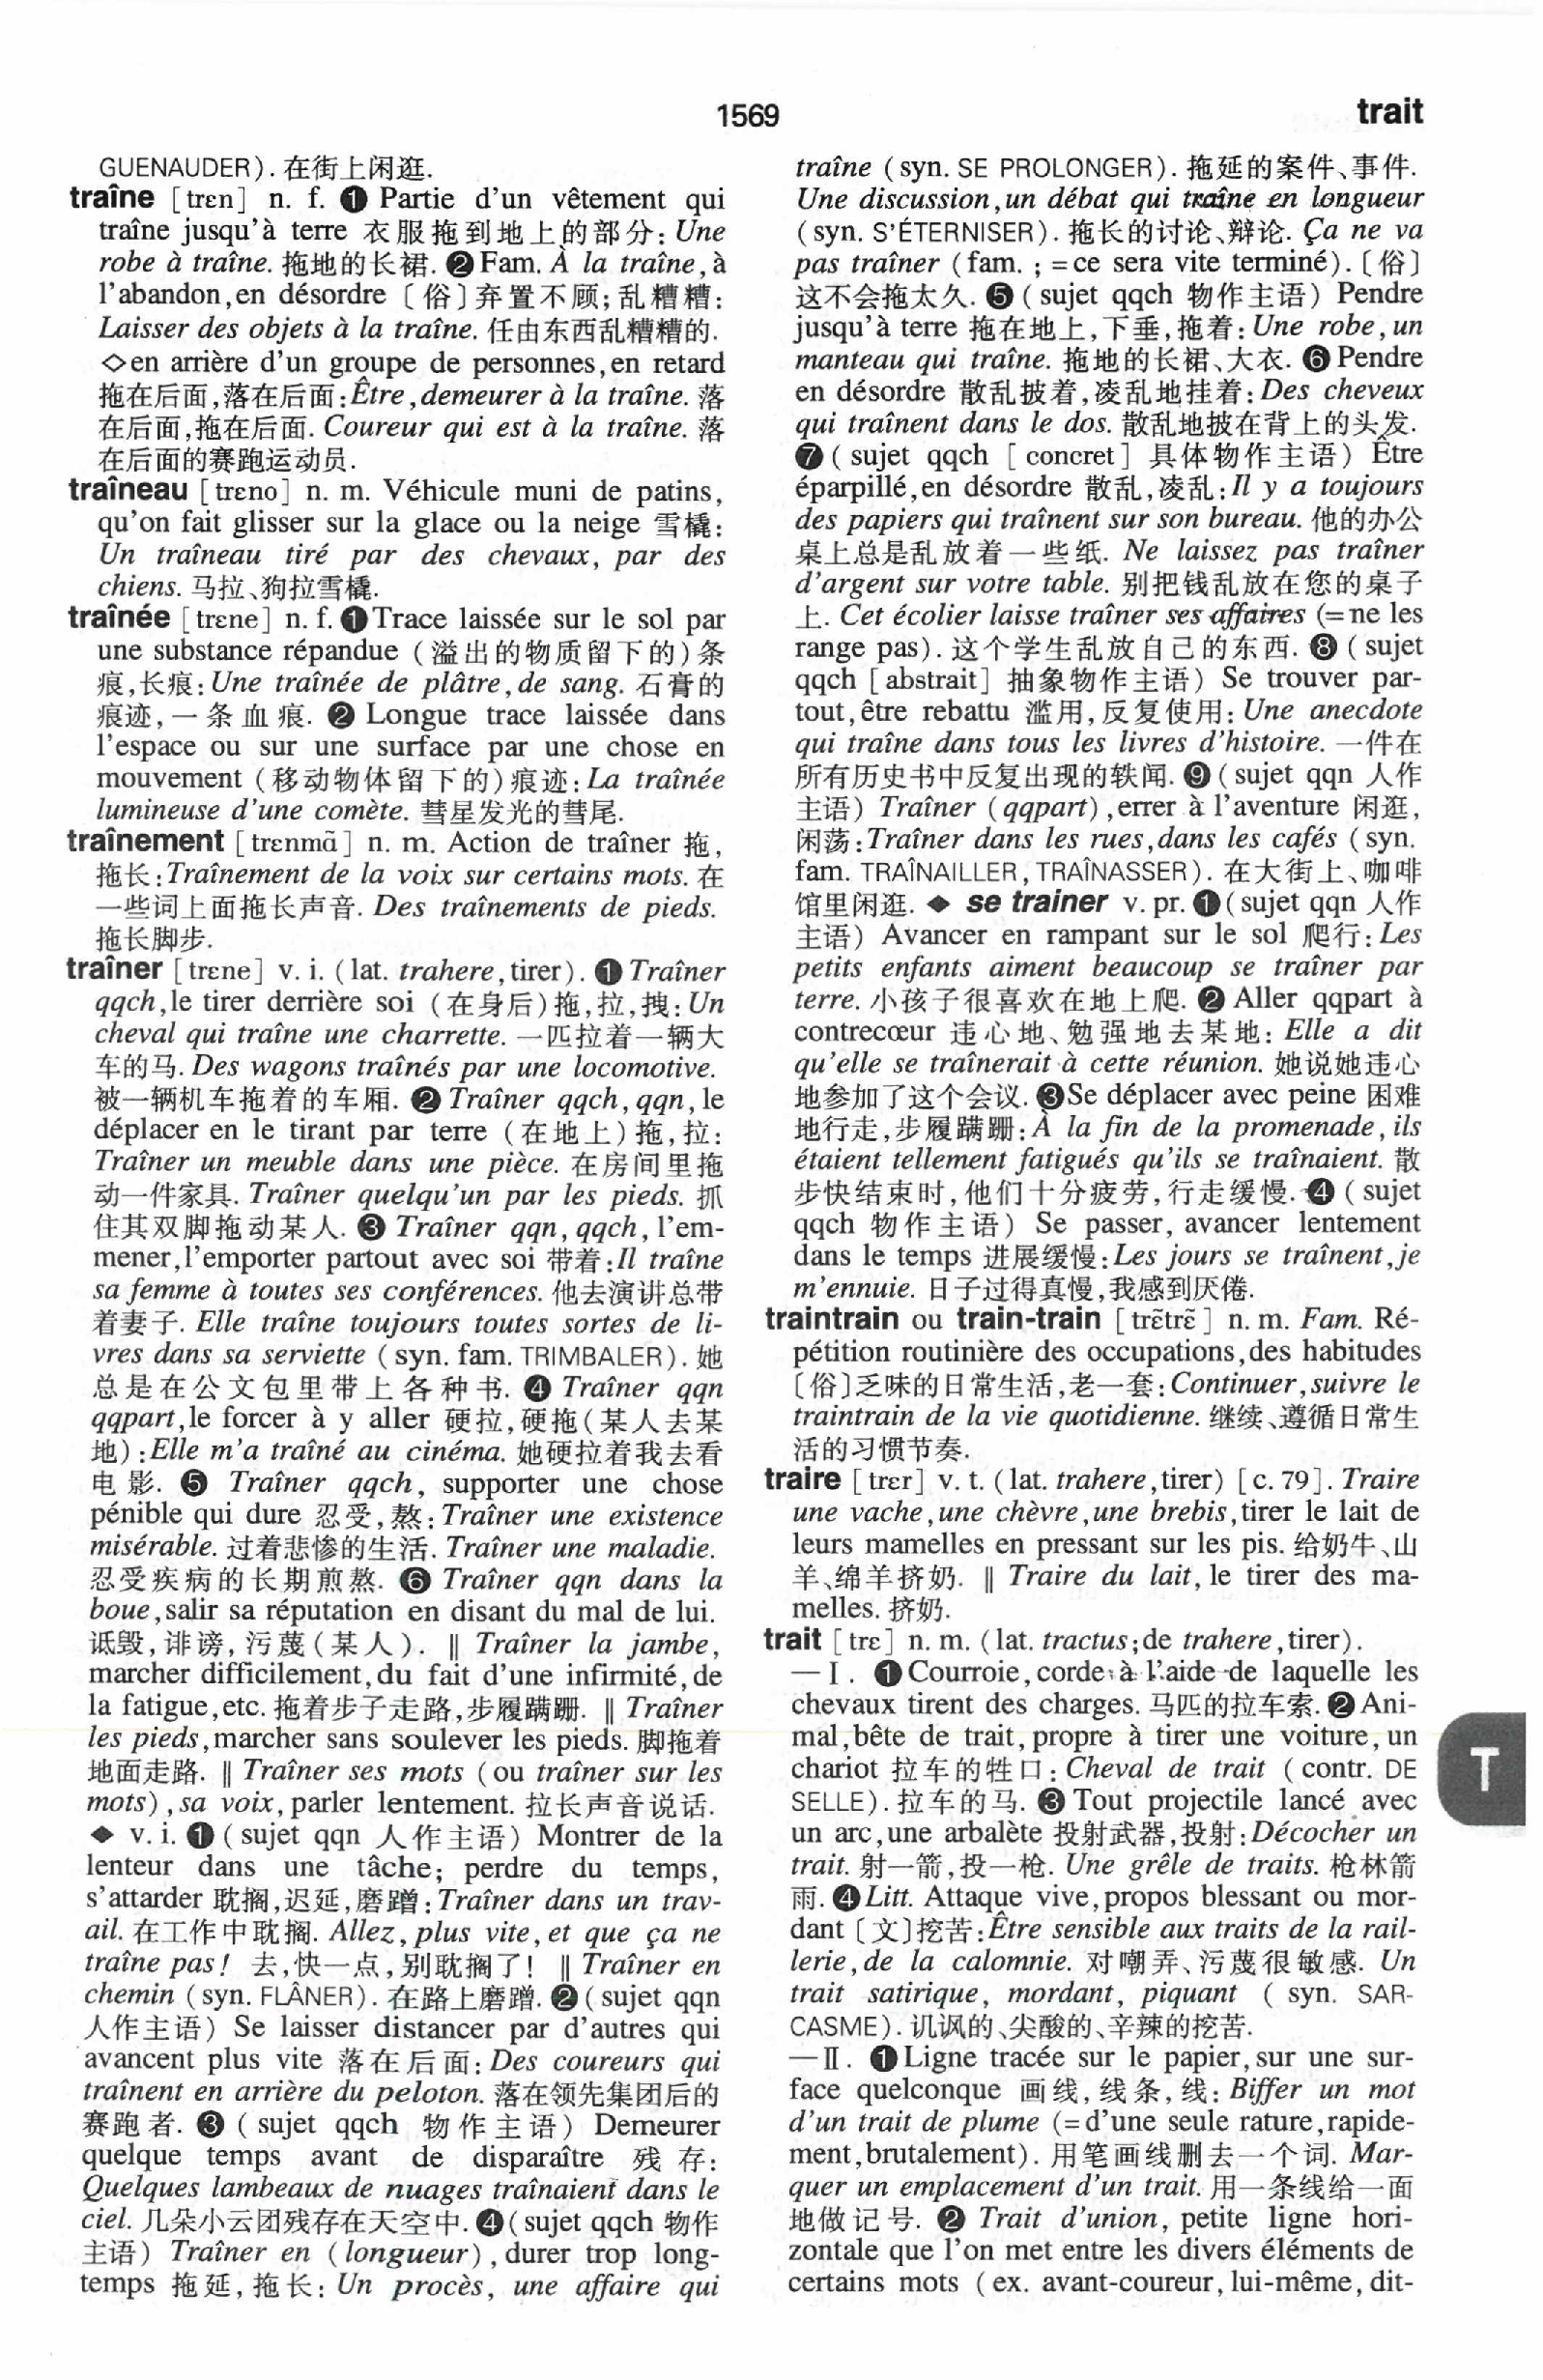 1569
trait
GUENAUDER). 在街上闲逛.
traîne [trɛn] n. f. ❶ Partie d'un vêtement qui
traîne jusqu'à terre 衣服拖到地上的部分: Une
robe à traîne. 拖地的长裙. ❷ Fam. À la traîne, à
l'abandon, en désordre 〔俗〕弃置不顾; 乱糟糟:
Laisser des objets à la traîne. 任由东西乱糟糟的.
◇en arrière d'un groupe de personnes, en retard
拖在后面,落在后面: Être, demeurer à la traîne. 落
在后面,拖在后面. Coureur qui est à la traîne. 落
在后面的赛跑运动员.
traîneau [trɛno] n. m. Véhicule muni de patins,
qu'on fait glisser sur la glace ou la neige 雪橇:
Un traîneau tiré par des chevaux, par des
chiens. 马拉、狗拉雪橇.
traînée [trɛne] n. f. ❶ Trace laissée sur le sol par
une substance répandue (溢出的物质留下的)条
痕,长痕: Une traînée de plâtre, de sang. 石膏的
痕迹,一条血痕. ❷ Longue trace laissée dans
l'espace ou sur une surface par une chose en
mouvement (移动物体留下的)痕迹: La traînée
lumineuse d'une comète. 彗星发光的彗尾.
traînement [trɛnmɑ̃] n. m. Action de traîner 拖,
拖长: Traînement de la voix sur certains mots. 在
一些词上面拖长声音. Des traînements de pieds.
拖长脚步.
traîner [trɛne] v. i. (lat. trahere, tirer). ❶ Traîner
qqch, le tirer derrière soi (在身后)拖,拉,拽: Un
cheval qui traîne une charrette. 一匹拉着一辆大
车的马. Des wagons traînés par une locomotive.
被一辆机车拖着的车厢. ❷ Traîner qqch, qqn, le
déplacer en le tirant par terre (在地上)拖,拉:
Traîner un meuble dans une pièce. 在房间里拖
动一件家具. Traîner quelqu'un par les pieds. 抓
住其双脚拖动某人. ❸ Traîner qqn, qqch, l'em-
mener, l'emporter partout avec soi 带着: Il traîne
sa femme à toutes ses conférences. 他去演讲总带
着妻子. Elle traîne toujours toutes sortes de li-
vres dans sa serviette (syn. fam. TRIMBALER). 她
总是在公文包里带上各种书. ❹ Traîner qqn
qqpart, le forcer à y aller 硬拉,硬拖(某人去某
地): Elle m'a traîné au cinéma. 她硬拉着我去看
电影. ❺ Traîner qqch, supporter une chose
pénible qui dure 忍受,熬: Traîner une existence
misérable. 过着悲惨的生活. Traîner une maladie.
忍受疾病的长期煎熬. ❻ Traîner qqn dans la
boue, salir sa réputation en disant du mal de lui.
诋毁,诽谤,污蔑(某人). ‖ Traîner la jambe,
marcher difficilement, du fait d'une infirmité, de
la fatigue, etc. 拖着步子走路,步履蹒跚. ‖ Traîner
les pieds, marcher sans soulever les pieds. 脚拖着
地面走路. ‖ Traîner ses mots (ou traîner sur les
mots), sa voix, parler lentement. 拉长声音说话.
◆ v. i. ❶ (sujet qqn 人作主语) Montrer de la
lenteur dans une tâche; perdre du temps,
s'attarder 耽搁,迟延,磨蹭: Traîner dans un trav-
ail. 在工作中耽搁. Allez, plus vite, et que ça ne
traîne pas! 去,快一点,别耽搁了! ‖ Traîner en
chemin (syn. FLÂNER). 在路上磨蹭. ❷ (sujet qqn
人作主语) Se laisser distancer par d'autres qui
avancent plus vite 落在后面: Des coureurs qui
traînent en arrière du peloton. 落在领先集团后的
赛跑者. ❸ (sujet qqch 物作主语) Demeurer
quelque temps avant de disparaître 残存:
Quelques lambeaux de nuages traînaient dans le
ciel. 几朵小云团残存在天空中. ❹ (sujet qqch 物作
主语) Traîner en (longueur), durer trop long-
temps 拖延,拖长: Un procès, une affaire qui
traîne (syn. SE PROLONGER). 拖延的案件、事件.
Une discussion, un débat qui traîne en longueur
(syn. S'ÉTERNISER). 拖长的讨论、辩论. Ça ne va
pas traîner (fam. ; = ce sera vite terminé). 〔俗〕
这不会拖太久. ❺ (sujet qqch 物作主语) Pendre
jusqu'à terre 拖在地上,下垂,拖着: Une robe, un
manteau qui traîne. 拖地的长裙、大衣. ❻ Pendre
en désordre 散乱披着,凌乱地挂着: Des cheveux
qui traînent dans le dos. 散乱地披在背上的头发.
❼ (sujet qqch [concret] 具体物作主语) Être
éparpillé, en désordre 散乱,凌乱: Il y a toujours
des papiers qui traînent sur son bureau. 他的办公
桌上总是乱放着一些纸. Ne laissez pas traîner
d'argent sur votre table. 别把钱乱放在您的桌子
上. Cet écolier laisse traîner ses affaires (= ne les
range pas). 这个学生乱放自己的东西. ❽ (sujet
qqch [abstrait] 抽象物作主语) Se trouver par-
tout, être rebattu 滥用,反复使用: Une anecdote
qui traîne dans tous les livres d'histoire. 一件在
所有历史书中反复出现的轶闻. ❾ (sujet qqn 人作
主语) Traîner (qqpart), errer à l'aventure 闲逛,
闲荡: Traîner dans les rues, dans les cafés (syn.
fam. TRAÎNAILLER, TRAÎNASSER). 在大街上、咖啡
馆里闲逛. ◆ se trainer v. pr. ❶ (sujet qqn 人作
主语) Avancer en rampant sur le sol 爬行: Les
petits enfants aiment beaucoup se traîner par
terre. 小孩子很喜欢在地上爬. ❷ Aller qqpart à
contrecœur 违心地、勉强地去某地: Elle a dit
qu'elle se traînerait à cette réunion. 她说她违心
地参加了这个会议. ❸ Se déplacer avec peine 困难
地行走,步履蹒跚: À la fin de la promenade, ils
étaient tellement fatigués qu'ils se traînaient. 散
步快结束时,他们十分疲劳,行走缓慢. ❹ (sujet
qqch 物作主语) Se passer, avancer lentement
dans le temps 进展缓慢: Les jours se traînent, je
m'ennuie. 日子过得真慢,我感到厌倦.
traintrain ou train-train [trɛ̃trɛ̃] n. m. Fam. Ré-
pétition routinière des occupations, des habitudes
〔俗〕乏味的日常生活,老一套: Continuer, suivre le
traintrain de la vie quotidienne. 继续、遵循日常生
活的习惯节奏.
traire [trɛr] v. t. (lat. trahere, tirer) [c. 79]. Traire
une vache, une chèvre, une brebis, tirer le lait de
leurs mamelles en pressant sur les pis. 给奶牛、山
羊、绵羊挤奶. ‖ Traire du lait, le tirer des ma-
melles. 挤奶.
trait [trɛ] n. m. (lat. tractus; de trahere, tirer).
—Ⅰ. ❶ Courroie, corde à l'aide de laquelle les
chevaux tirent des charges. 马匹的拉车索. ❷ Ani-
mal, bête de trait, propre à tirer une voiture, un
chariot 拉车的牲口: Cheval de trait (contr. DE
SELLE). 拉车的马. ❸ Tout projectile lancé avec
un arc, une arbalète 投射武器,投射: Décocher un
trait. 射一箭,投一枪. Une grêle de traits. 枪林箭
雨. ❹ Litt. Attaque vive, propos blessant ou mor-
dant 〔文〕挖苦: Être sensible aux traits de la rail-
lerie, de la calomnie. 对嘲弄、污蔑很敏感. Un
trait satirique, mordant, piquant (syn. SAR-
CASME). 讥讽的、尖酸的、辛辣的挖苦.
—Ⅱ. ❶ Ligne tracée sur le papier, sur une sur-
face quelconque 画线,线条,线: Biffer un mot
d'un trait de plume (= d'une seule rature, rapide-
ment, brutalement). 用笔画线删去一个词. Mar-
quer un emplacement d'un trait. 用一条线给一面
地做记号. ❷ Trait d'union, petite ligne hori-
zontale que l'on met entre les divers éléments de
certains mots (ex. avant-coureur, lui-même, dit-
T